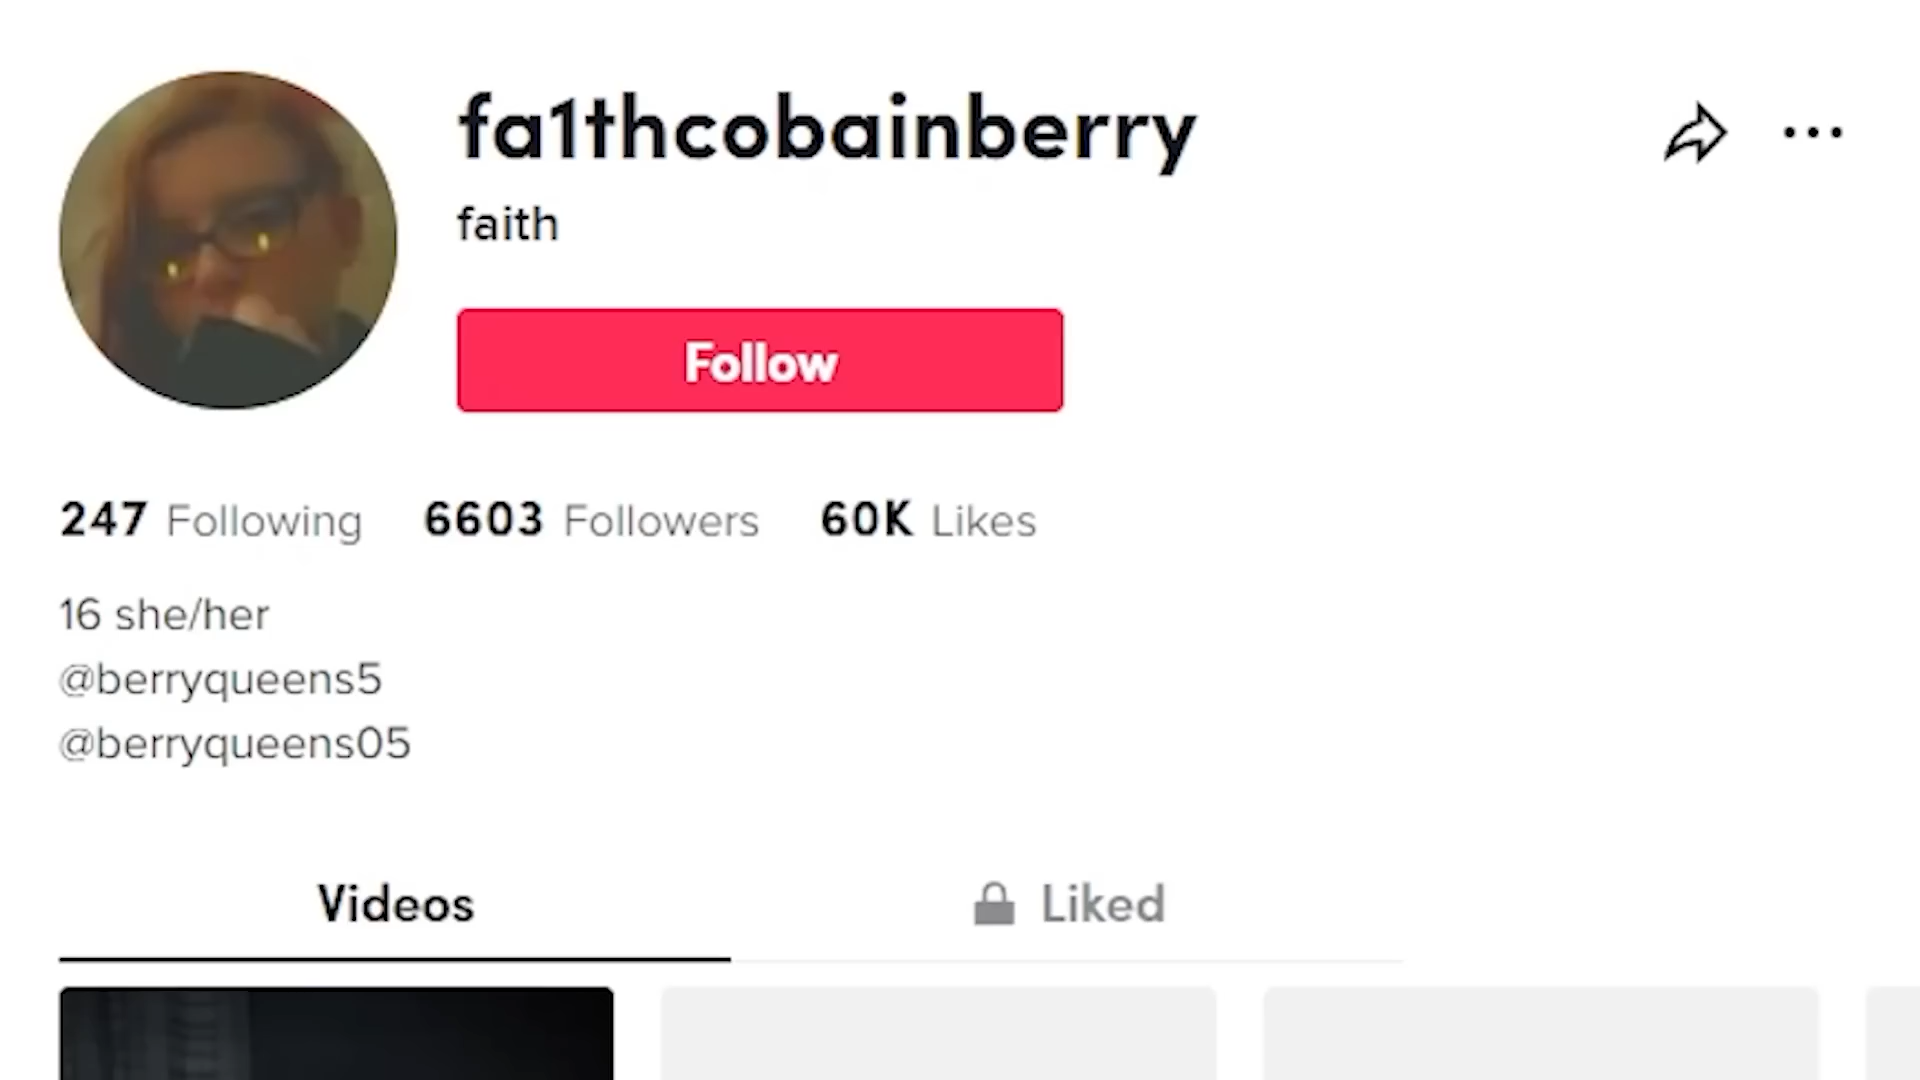 fa1thcobainberry
faith
Follow
247 Following 6603 Followers 60K Likes
16 she/her
@berryqueens5
@berryqueens05
Videos Liked